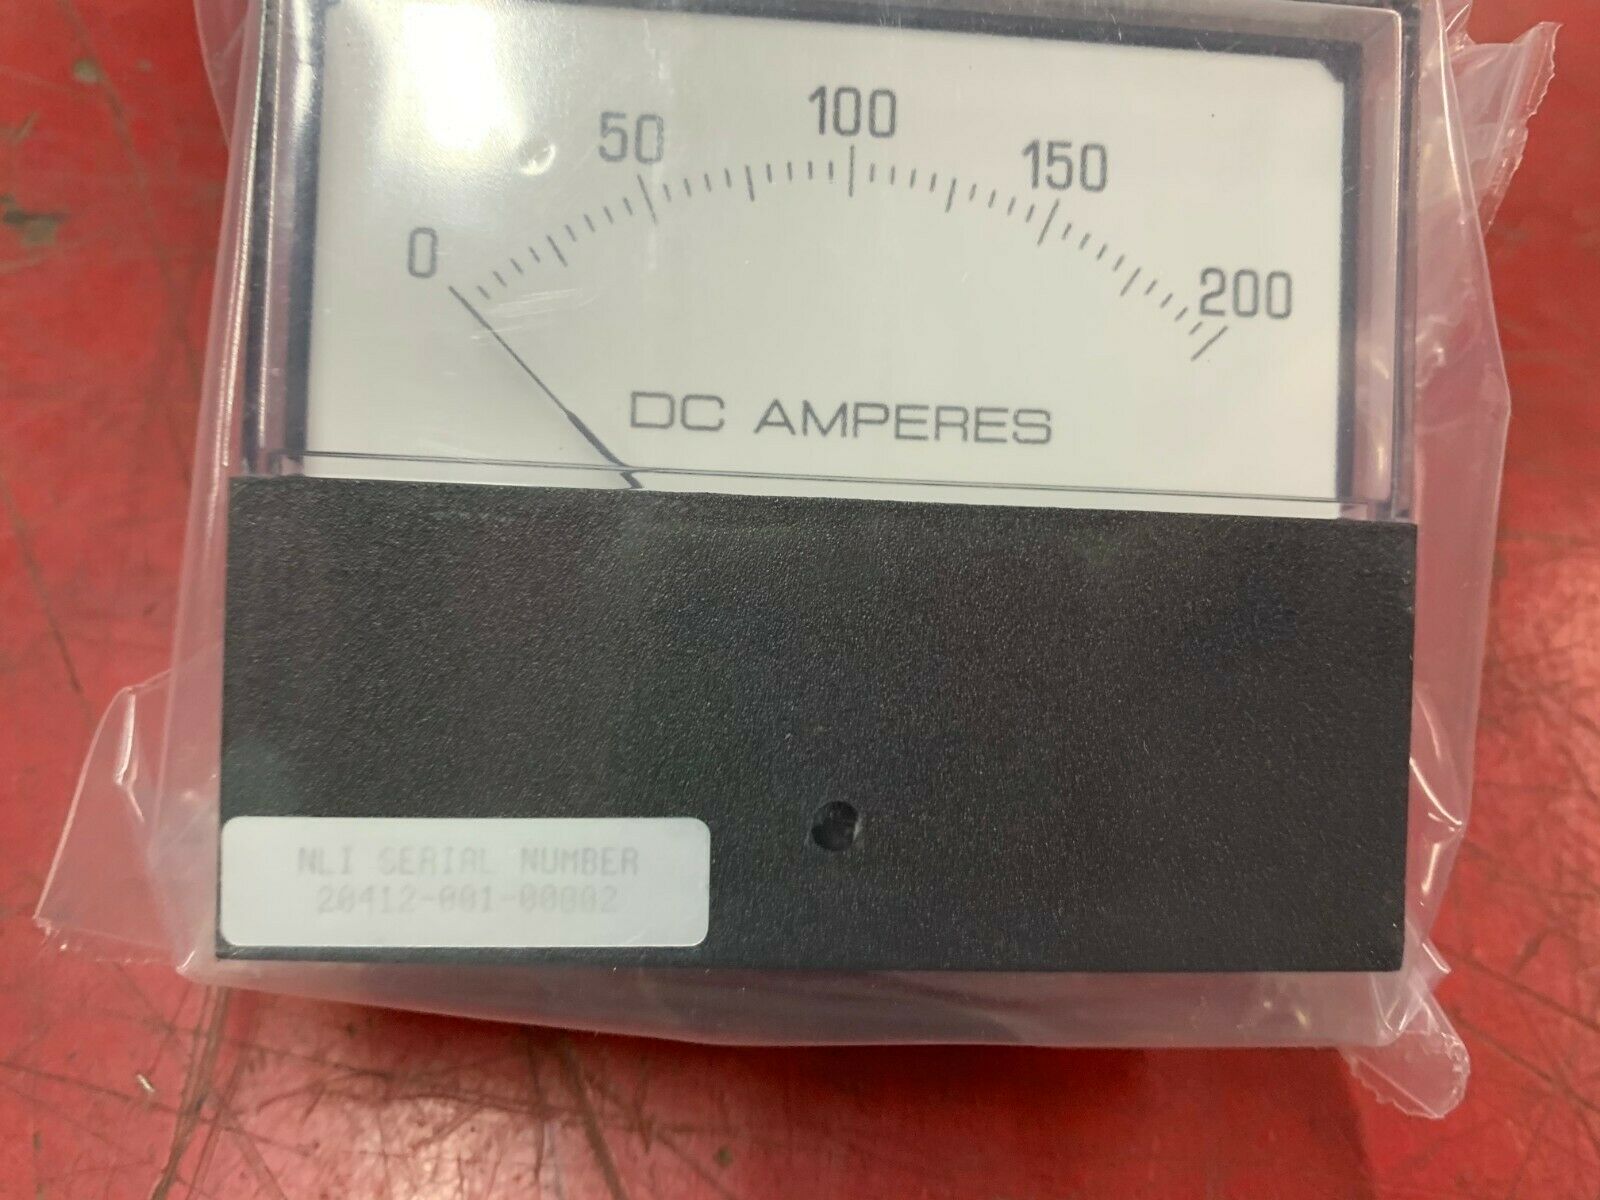 0 50 100 150 200
DC AMPERES
NLI SERIAL NUMBER
20412-001-00002